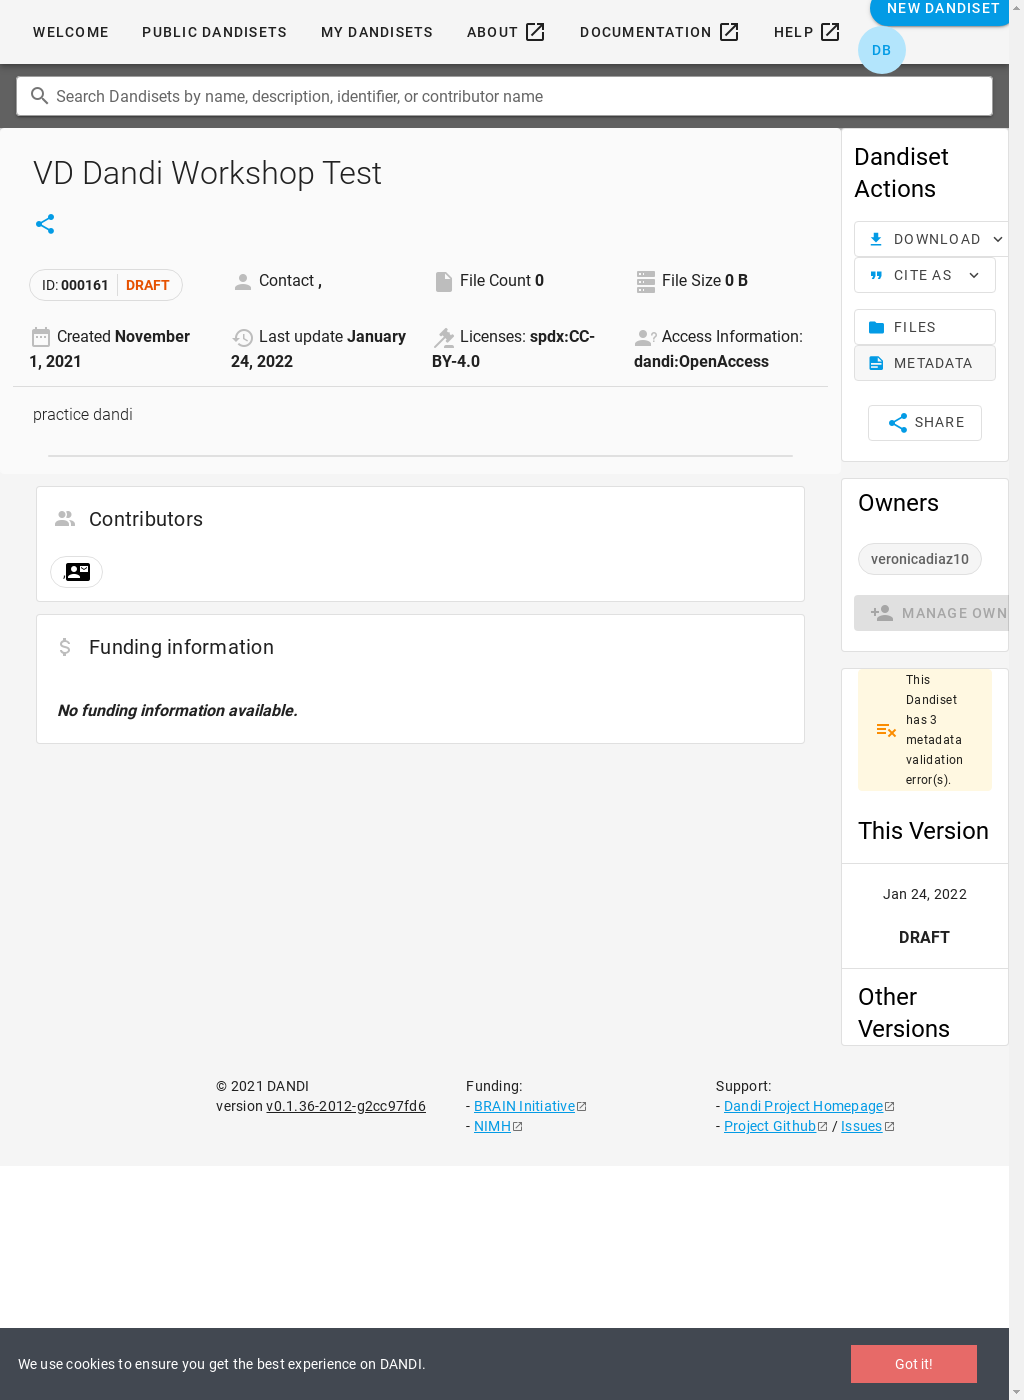 WELCOME
PUBLIC DANDISETS
MY DANDISETS
ABOUT
DOCUMENTATION
HELP
NEW DANDISET
DB
Search Dandisets by name, description, identifier, or contributor name
VD Dandi Workshop Test
ID: 000161 DRAFT
Contact ,
File Count 0
File Size 0 B
Created November
1, 2021
Last update January
24, 2022
Licenses: spdx:CC-
BY-4.0
Access Information:
dandi:OpenAccess
practice dandi
Contributors
,
Funding information
No funding information available.
Dandiset
Actions
DOWNLOAD
CITE AS
FILES
METADATA
SHARE
Owners
veronicadiaz10
MANAGE OWN
This
Dandiset
has 3
metadata
validation
error(s).
This Version
Jan 24, 2022
DRAFT
Other
Versions
© 2021 DANDI
version v0.1.36-2012-g2cc97fd6
Funding:
- BRAIN Initiative
- NIMH
Support:
- Dandi Project Homepage
- Project Github / Issues
We use cookies to ensure you get the best experience on DANDI.
Got it!